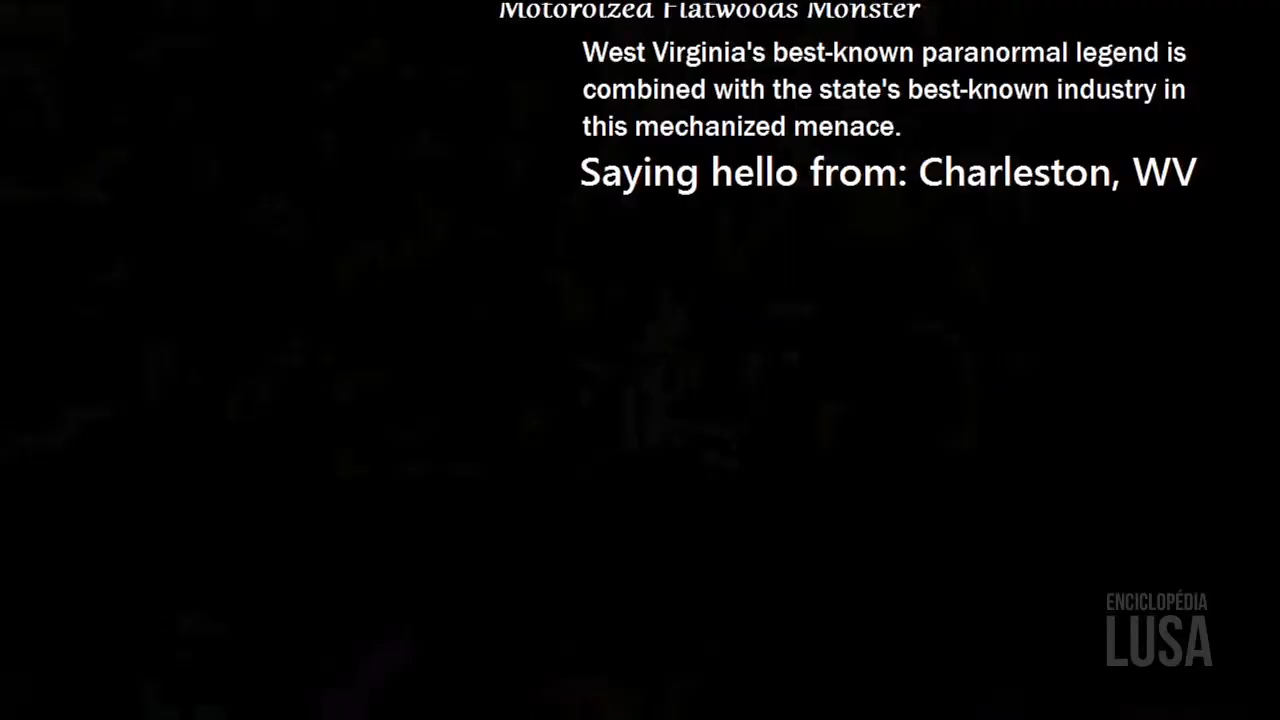 Motoroized Flatwoods Monster
West Virginia's best-known paranormal legend is
combined with the state's best-known industry in
this mechanized menace.
Saying hello from: Charleston, WV
ENCICLOPÉDIA
LUSA